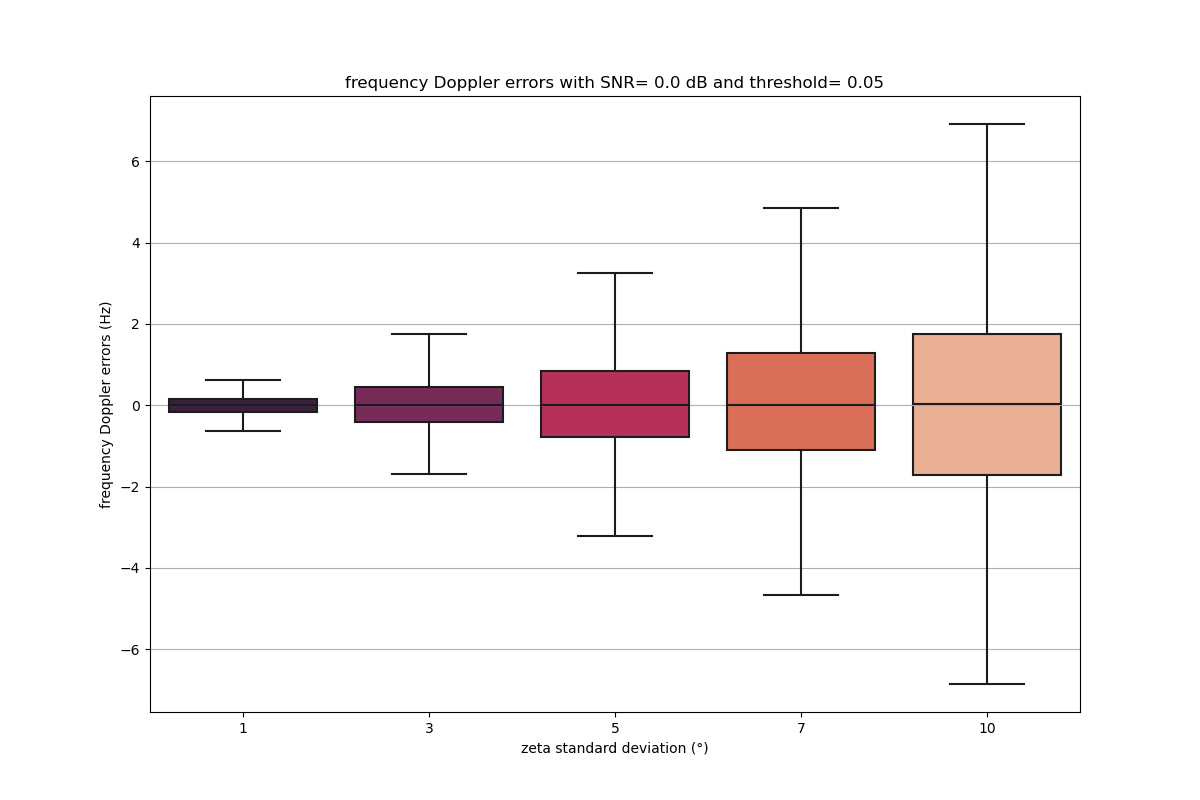 frequency Doppler errors with SNR= 0.0 dB and threshold= 0.05
frequency Doppler errors (Hz)
6
4
2
0
−2
−4
−6
1 3 5 7 10
zeta standard deviation (°)